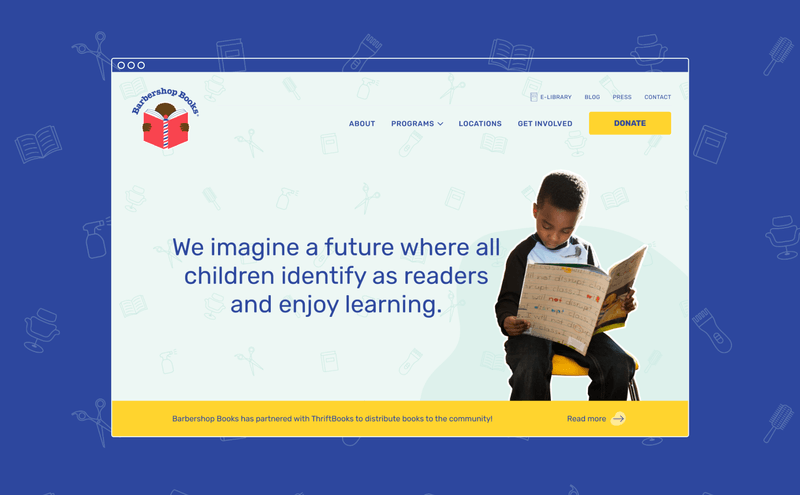 Barbershop Books
E-LIBRARY BLOG PRESS CONTACT
ABOUT PROGRAMS LOCATIONS GET INVOLVED DONATE
We imagine a future where all
children identify as readers
and enjoy learning.
Barbershop Books has partnered with ThriftBooks to distribute books to the community! Read more